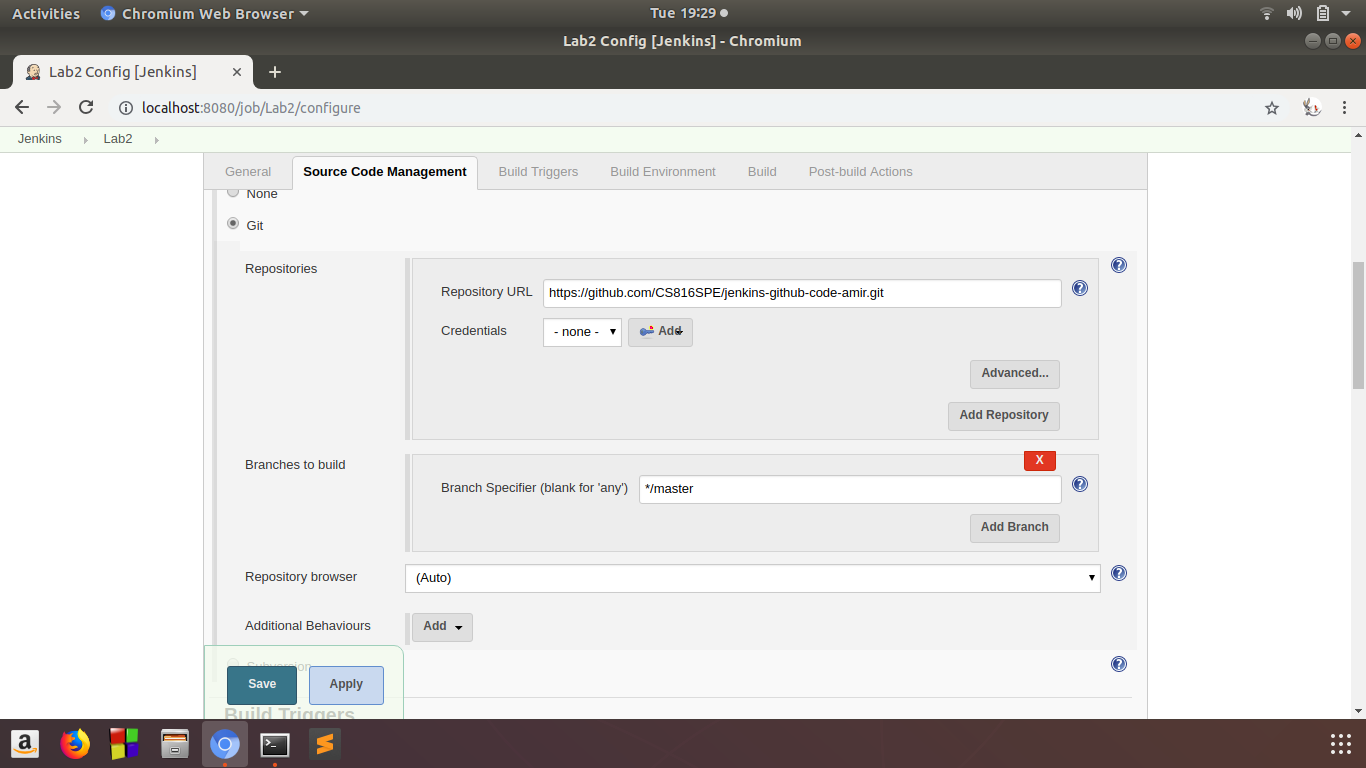 Activities Chromium Web Browser Tue 19:29
Lab2 Config [Jenkins] - Chromium
Lab2 Config [Jenkins]
localhost:8080/job/Lab2/configure
Jenkins Lab2
General Source Code Management Build Triggers Build Environment Build Post-build Actions
None
Git
Repositories
Repository URL https://github.com/CS816SPE/jenkins-github-code-amir.git
Credentials - none - Add
Advanced...
Add Repository
Branches to build
X
Branch Specifier (blank for 'any') */master
Add Branch
Repository browser (Auto)
Additional Behaviours Add
Subversion
Save Apply
Build Triggers